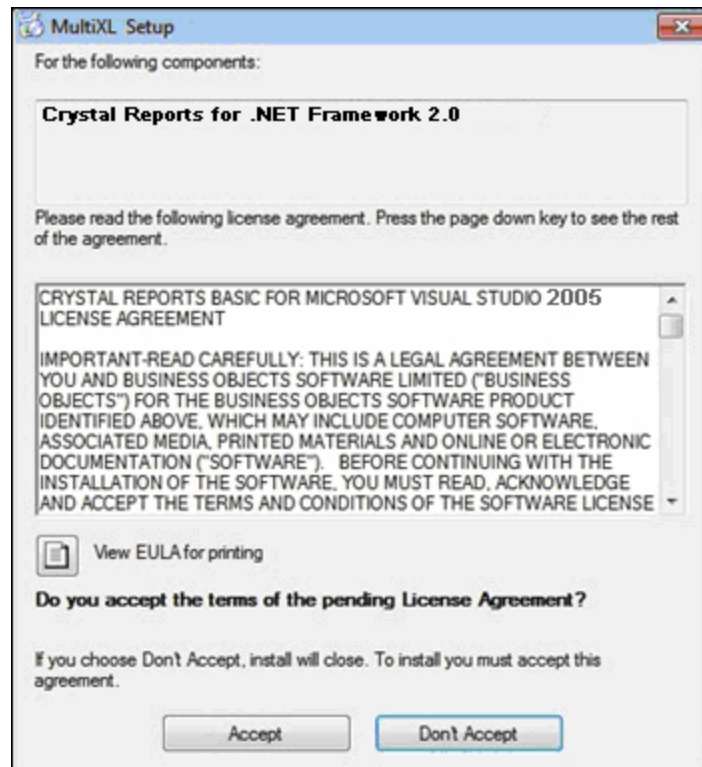 MultiXL Setup
For the following components:
Crystal Reports for .NET Framework 2.0
Please read the following license agreement. Press the page down key to see the rest
of the agreement.
CRYSTAL REPORTS BASIC FOR MICROSOFT VISUAL STUDIO 2005
LICENSE AGREEMENT
IMPORTANT-READ CAREFULLY: THIS IS A LEGAL AGREEMENT BETWEEN
YOU AND BUSINESS OBJECTS SOFTWARE LIMITED ("BUSINESS
OBJECTS") FOR THE BUSINESS OBJECTS SOFTWARE PRODUCT
IDENTIFIED ABOVE, WHICH MAY INCLUDE COMPUTER SOFTWARE,
ASSOCIATED MEDIA, PRINTED MATERIALS AND ONLINE OR ELECTRONIC
DOCUMENTATION ("SOFTWARE"). BEFORE CONTINUING WITH THE
INSTALLATION OF THE SOFTWARE, YOU MUST READ, ACKNOWLEDGE
AND ACCEPT THE TERMS AND CONDITIONS OF THE SOFTWARE LICENSE
View EULA for printing
Do you accept the terms of the pending License Agreement?
If you choose Don't Accept, install will close. To install you must accept this
agreement.
Accept
Don't Accept